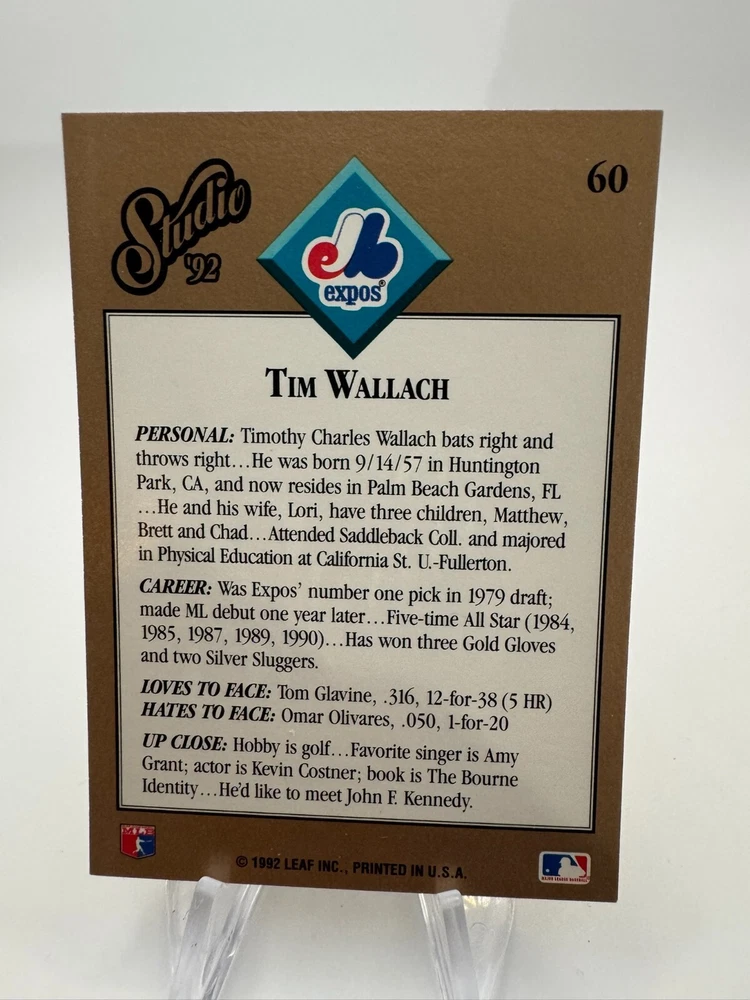 60
Studio
'92
expos®
TIM WALLACH
PERSONAL: Timothy Charles Wallach bats right and
throws right...He was born 9/14/57 in Huntington
Park, CA, and now resides in Palm Beach Gardens, FL
...He and his wife, Lori, have three children, Matthew,
Brett and Chad...Attended Saddleback Coll. and majored
in Physical Education at California St. U.-Fullerton.
CAREER: Was Expos' number one pick in 1979 draft;
made ML debut one year later...Five-time All Star (1984,
1985, 1987, 1989, 1990)...Has won three Gold Gloves
and two Silver Sluggers.
LOVES TO FACE: Tom Glavine, .316, 12-for-38 (5 HR)
HATES TO FACE: Omar Olivares, .050, 1-for-20
UP CLOSE: Hobby is golf...Favorite singer is Amy
Grant; actor is Kevin Costner; book is The Bourne
Identity...He'd like to meet John F. Kennedy.
© 1992 LEAF INC., PRINTED IN U.S.A.
MAJOR LEAGUE BASEBALL